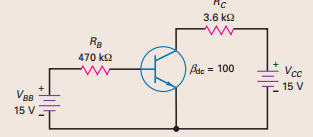 R_C
3.6 kΩ
R_B
470 kΩ
β_dc = 100
V_CC
15 V
V_BB
15 V
+
−
+
−